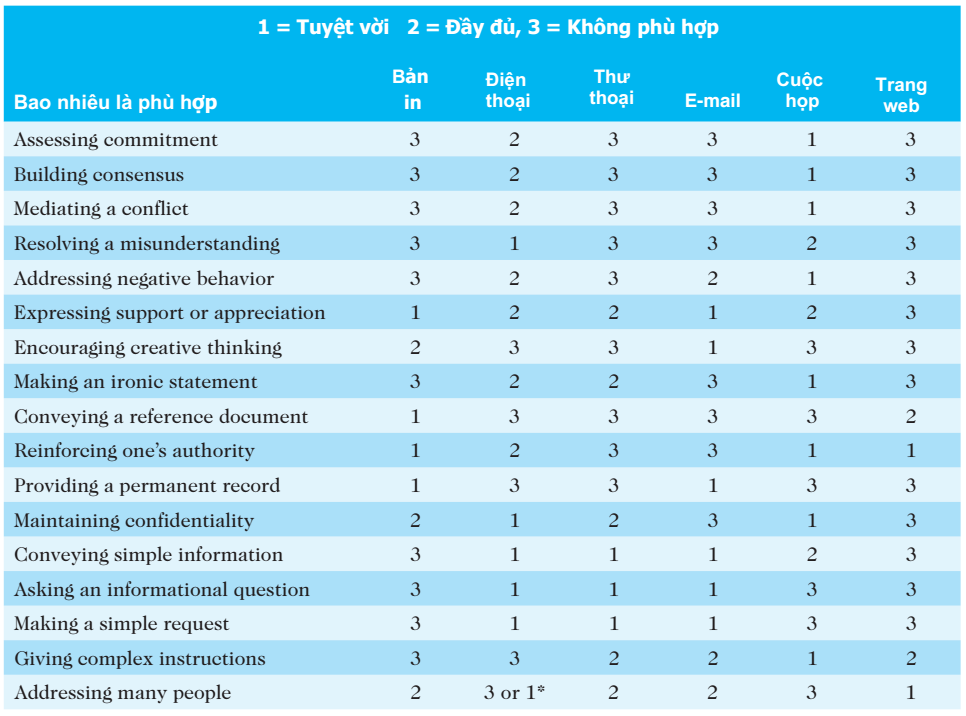 1 = Tuyệt vời 2 = Đầy đủ, 3 = Không phù hợp
Bao nhiêu là phù hợp Bản in Điện thoại Thư thoại E-mail Cuộc họp Trang web
Assessing commitment 3 2 3 3 1 3
Building consensus 3 2 3 3 1 3
Mediating a conflict 3 2 3 3 1 3
Resolving a misunderstanding 3 1 3 3 2 3
Addressing negative behavior 3 2 3 2 1 3
Expressing support or appreciation 1 2 2 1 2 3
Encouraging creative thinking 2 3 3 1 3 3
Making an ironic statement 3 2 2 3 1 3
Conveying a reference document 1 3 3 3 3 2
Reinforcing one's authority 1 2 3 3 1 1
Providing a permanent record 1 3 3 1 3 3
Maintaining confidentiality 2 1 2 3 1 3
Conveying simple information 3 1 1 1 2 3
Asking an informational question 3 1 1 1 3 3
Making a simple request 3 1 1 1 3 3
Giving complex instructions 3 3 2 2 1 2
Addressing many people 2 3 or 1* 2 2 3 1